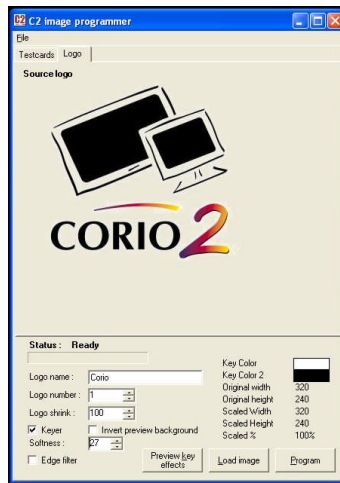 C2 C2 image programmer
File
Testcards Logo
Source logo
CORIO2
Status : Ready
Logo name : Corio
Logo number : 1
Logo shrink : 100
Keyer Invert preview background
Softness : 27
Edge filter
Key Color
Key Color 2
Original width 320
Original height 240
Scaled Width 320
Scaled Height 240
Scaled % 100%
Preview key effects
Load image
Program